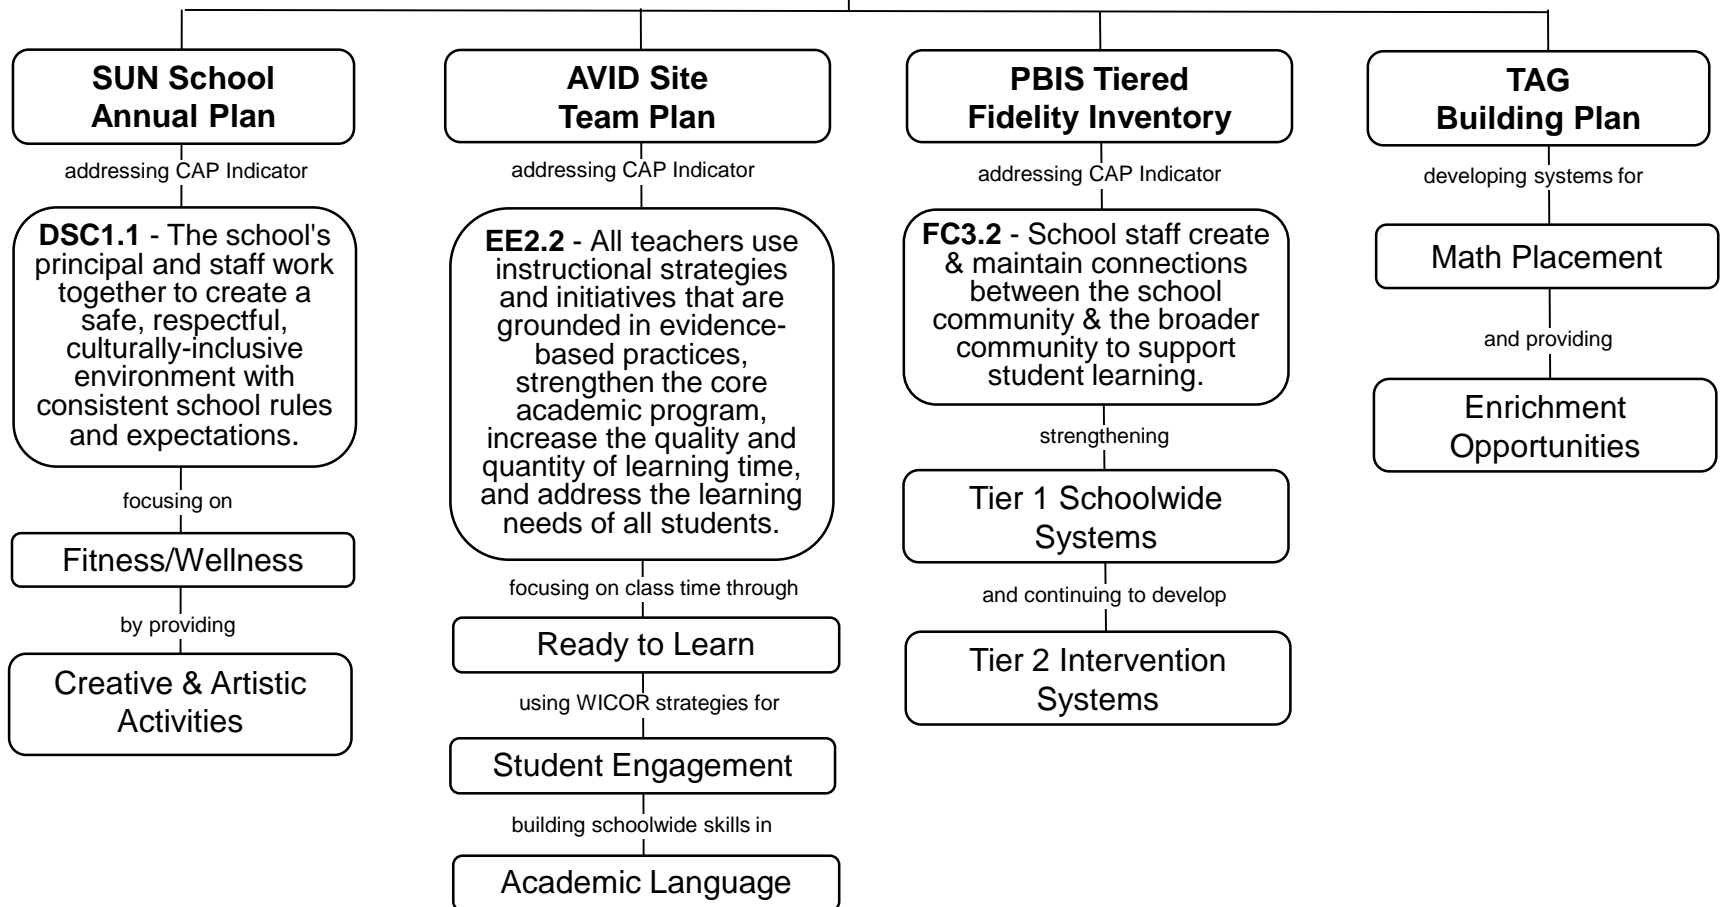 SUN School
Annual Plan
addressing CAP Indicator
DSC1.1 - The school's
principal and staff work
together to create a
safe, respectful,
culturally-inclusive
environment with
consistent school rules
and expectations.
focusing on
Fitness/Wellness
by providing
Creative & Artistic
Activities
AVID Site
Team Plan
addressing CAP Indicator
EE2.2 - All teachers use
instructional strategies
and initiatives that are
grounded in evidence-
based practices,
strengthen the core
academic program,
increase the quality and
quantity of learning time,
and address the learning
needs of all students.
focusing on class time through
Ready to Learn
using WICOR strategies for
Student Engagement
building schoolwide skills in
Academic Language
PBIS Tiered
Fidelity Inventory
addressing CAP Indicator
FC3.2 - School staff create
& maintain connections
between the school
community & the broader
community to support
student learning.
strengthening
Tier 1 Schoolwide
Systems
and continuing to develop
Tier 2 Intervention
Systems
TAG
Building Plan
developing systems for
Math Placement
and providing
Enrichment
Opportunities